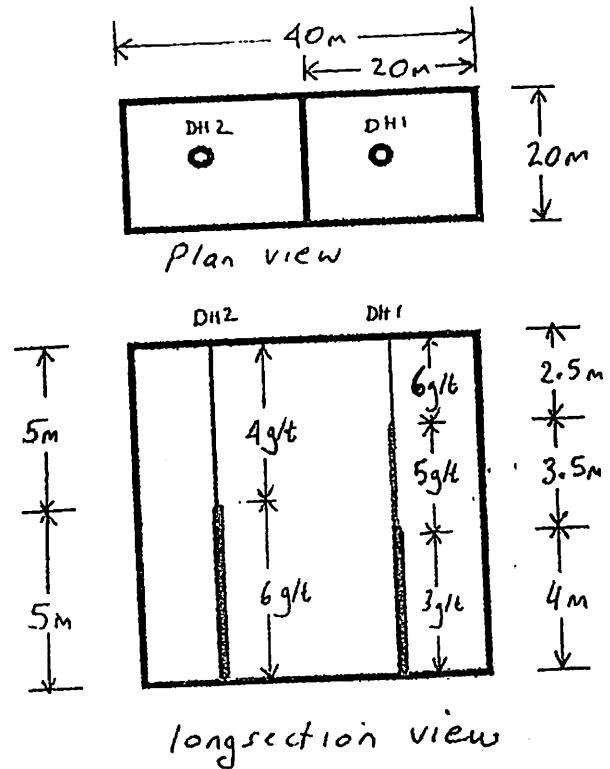 40m
20m
DH2 DH1
20m
Plan view
DH2 DH1
5m 4g/t 6g/t 2.5m
5g/t 3.5m
5m 6g/t 3g/t 4m
longsection view